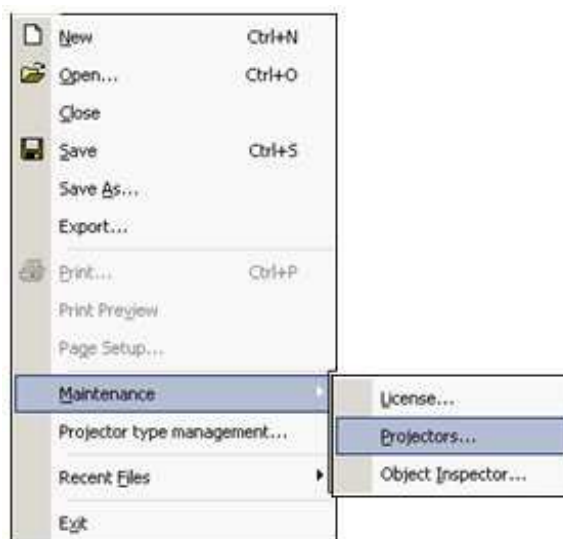 New Ctrl+N
Open... Ctrl+O
Close
Save Ctrl+S
Save As...
Export...
Print... Ctrl+P
Print Preview
Page Setup...
Maintenance
License...
Projector type management...
Projectors...
Recent Files
Object Inspector...
Exit